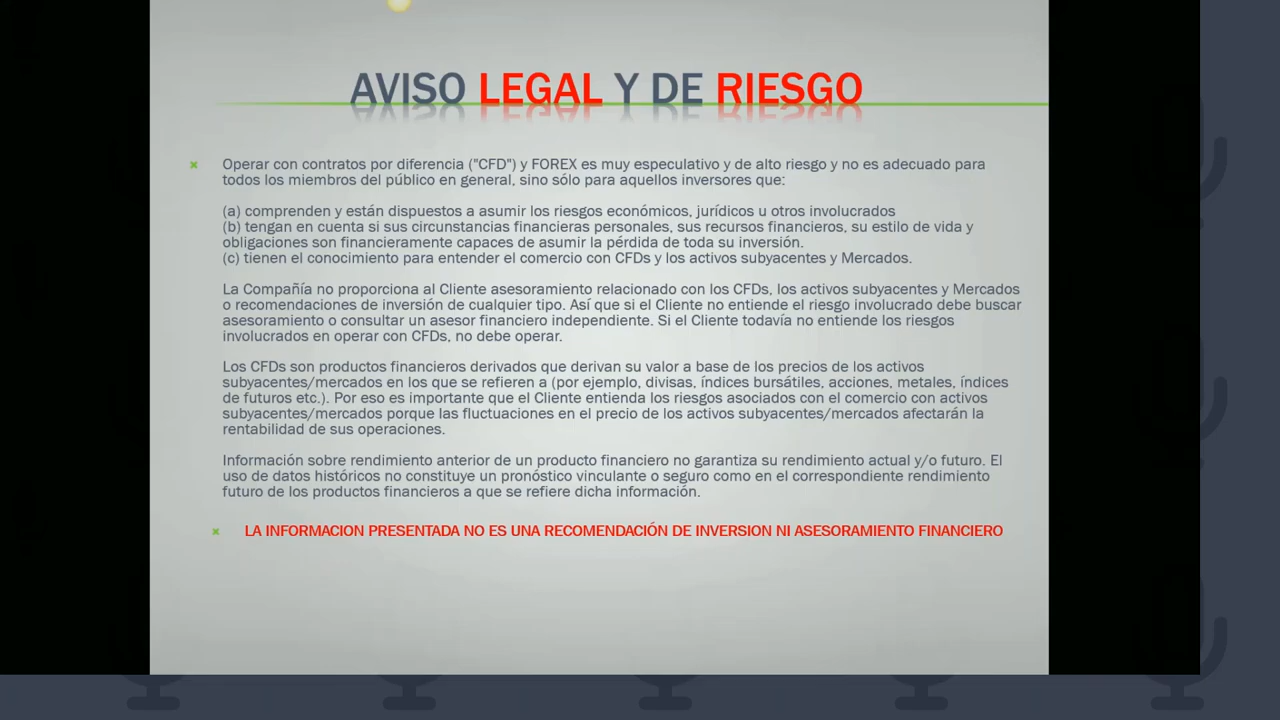 AVISO LEGAL Y DE RIESGO
Operar con contratos por diferencia ("CFD") y FOREX es muy especulativo y de alto riesgo y no es adecuado para
todos los miembros del público en general, sino sólo para aquellos inversores que:
(a) comprenden y están dispuestos a asumir los riesgos económicos, jurídicos u otros involucrados
(b) tengan en cuenta si sus circunstancias financieras personales, sus recursos financieros, su estilo de vida y
obligaciones son financieramente capaces de asumir la pérdida de toda su inversión.
(c) tienen el conocimiento para entender el comercio con CFDs y los activos subyacentes y Mercados.
La Compañía no proporciona al Cliente asesoramiento relacionado con los CFDs, los activos subyacentes y Mercados
o recomendaciones de inversión de cualquier tipo. Así que si el Cliente no entiende el riesgo involucrado debe buscar
asesoramiento o consultar un asesor financiero independiente. Si el Cliente todavía no entiende los riesgos
involucrados en operar con CFDs, no debe operar.
Los CFDs son productos financieros derivados que derivan su valor a base de los precios de los activos
subyacentes/mercados en los que se refieren a (por ejemplo, divisas, índices bursátiles, acciones, metales, índices
de futuros etc.). Por eso es importante que el Cliente entienda los riesgos asociados con el comercio con activos
subyacentes/mercados porque las fluctuaciones en el precio de los activos subyacentes/mercados afectarán la
rentabilidad de sus operaciones.
Información sobre rendimiento anterior de un producto financiero no garantiza su rendimiento actual y/o futuro. El
uso de datos históricos no constituye un pronóstico vinculante o seguro como en el correspondiente rendimiento
futuro de los productos financieros a que se refiere dicha información.
LA INFORMACION PRESENTADA NO ES UNA RECOMENDACIÓN DE INVERSION NI ASESORAMIENTO FINANCIERO